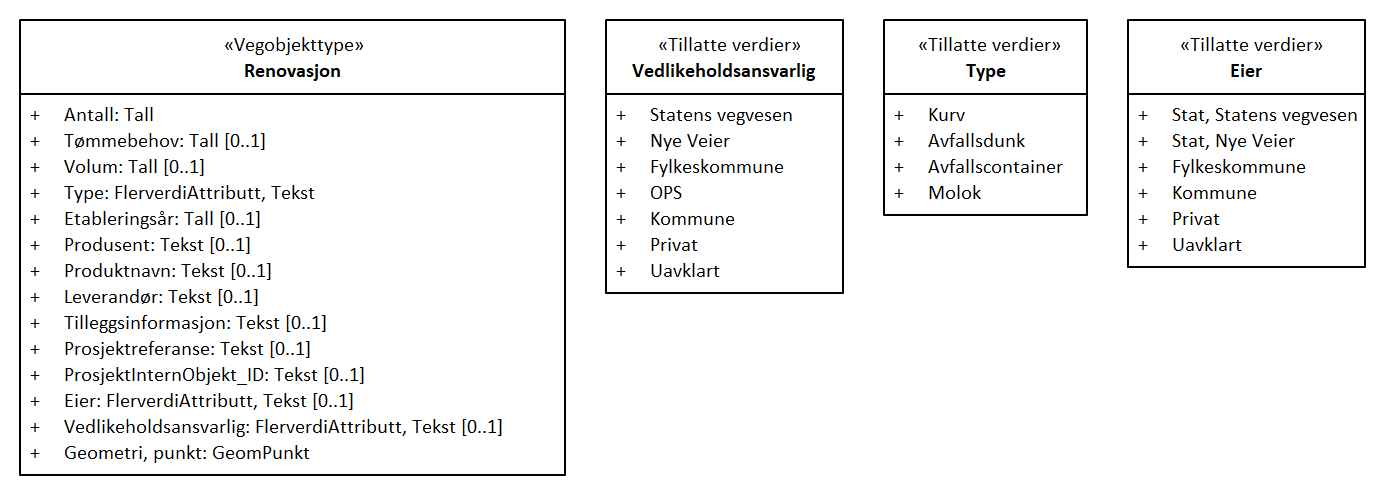 «Vegobjekttype»
Renovasjon
+ Antall: Tall
+ Tømmebehov: Tall [0..1]
+ Volum: Tall [0..1]
+ Type: FlerverdiAttributt, Tekst
+ Etableringsår: Tall [0..1]
+ Produsent: Tekst [0..1]
+ Produktnavn: Tekst [0..1]
+ Leverandør: Tekst [0..1]
+ Tilleggsinformasjon: Tekst [0..1]
+ Prosjektreferanse: Tekst [0..1]
+ ProsjektInternObjekt_ID: Tekst [0..1]
+ Eier: FlerverdiAttributt, Tekst [0..1]
+ Vedlikeholdsansvarlig: FlerverdiAttributt, Tekst [0..1]
+ Geometri, punkt: GeomPunkt
«Tillatte verdier»
Vedlikeholdsansvarlig
+ Statens vegvesen
+ Nye Veier
+ Fylkeskommune
+ OPS
+ Kommune
+ Privat
+ Uavklart
«Tillatte verdier»
Type
+ Kurv
+ Avfallsdunk
+ Avfallscontainer
+ Molok
«Tillatte verdier»
Eier
+ Stat, Statens vegvesen
+ Stat, Nye Veier
+ Fylkeskommune
+ Kommune
+ Privat
+ Uavklart